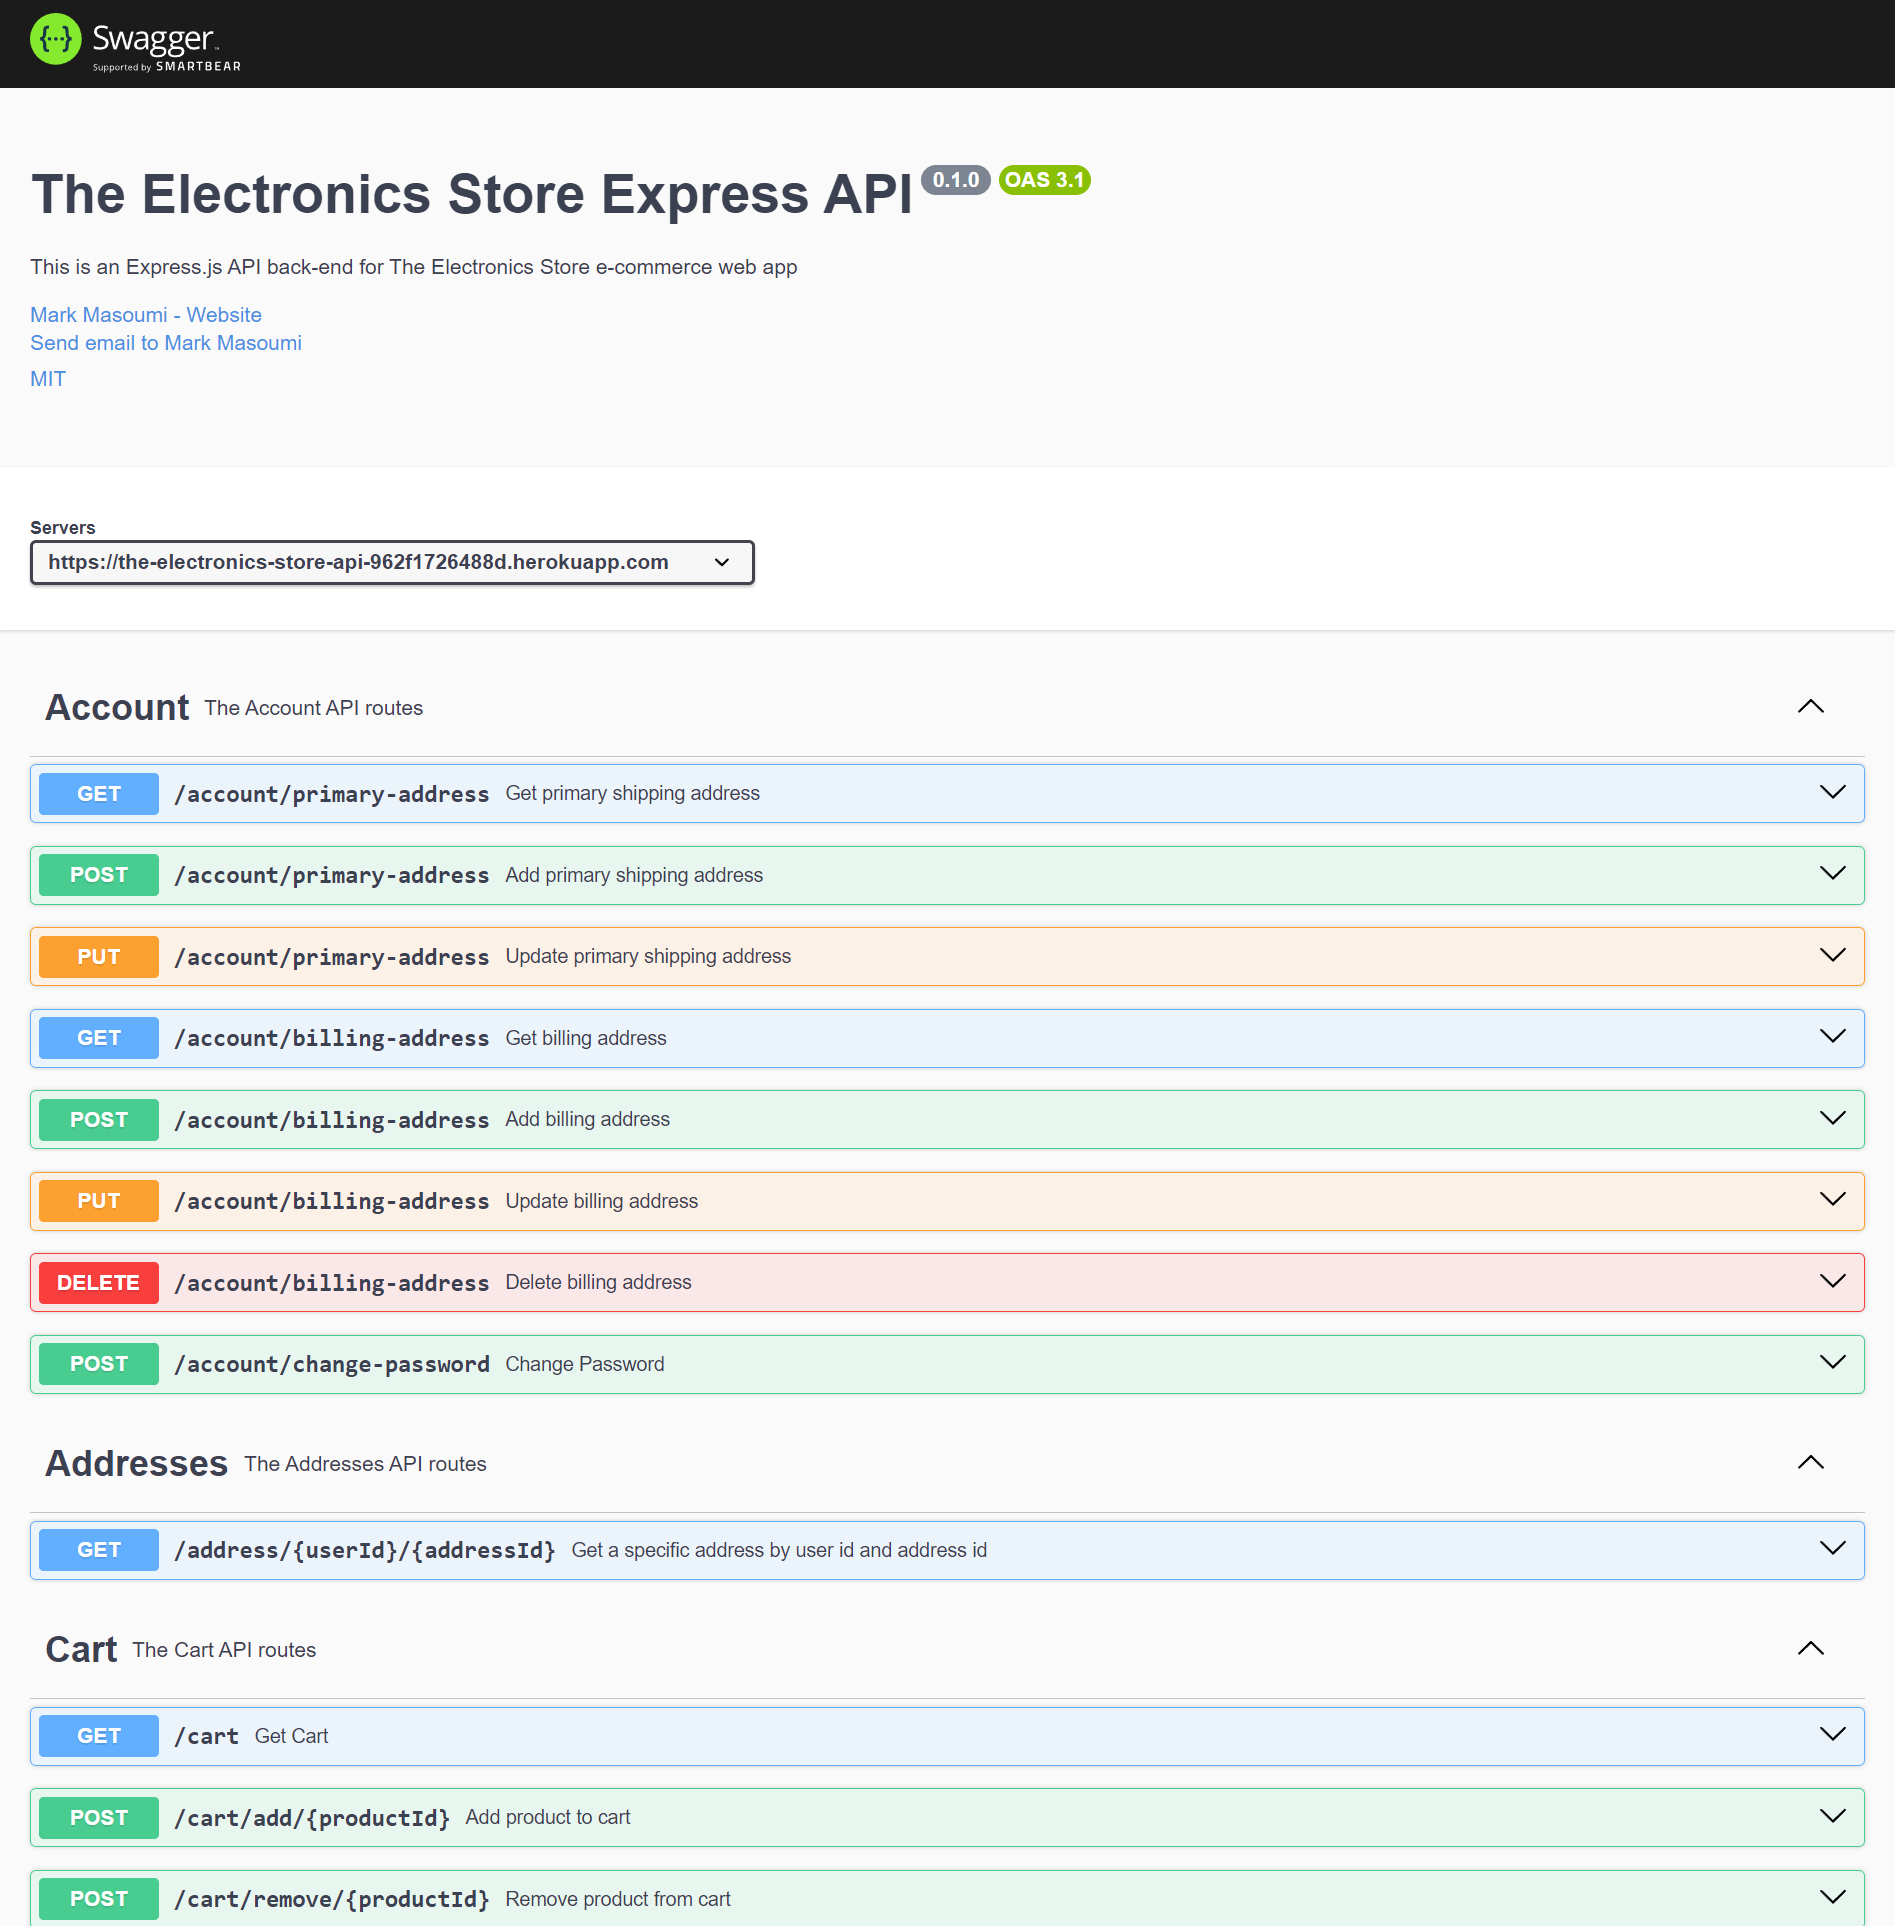 {···} Swagger™
Supported by SMARTBEAR
The Electronics Store Express API 0.1.0 OAS 3.1
This is an Express.js API back-end for The Electronics Store e-commerce web app
Mark Masoumi - Website
Send email to Mark Masoumi
MIT
Servers
https://the-electronics-store-api-962f1726488d.herokuapp.com
Account The Account API routes
GET /account/primary-address Get primary shipping address
POST /account/primary-address Add primary shipping address
PUT /account/primary-address Update primary shipping address
GET /account/billing-address Get billing address
POST /account/billing-address Add billing address
PUT /account/billing-address Update billing address
DELETE /account/billing-address Delete billing address
POST /account/change-password Change Password
Addresses The Addresses API routes
GET /address/{userId}/{addressId} Get a specific address by user id and address id
Cart The Cart API routes
GET /cart Get Cart
POST /cart/add/{productId} Add product to cart
POST /cart/remove/{productId} Remove product from cart